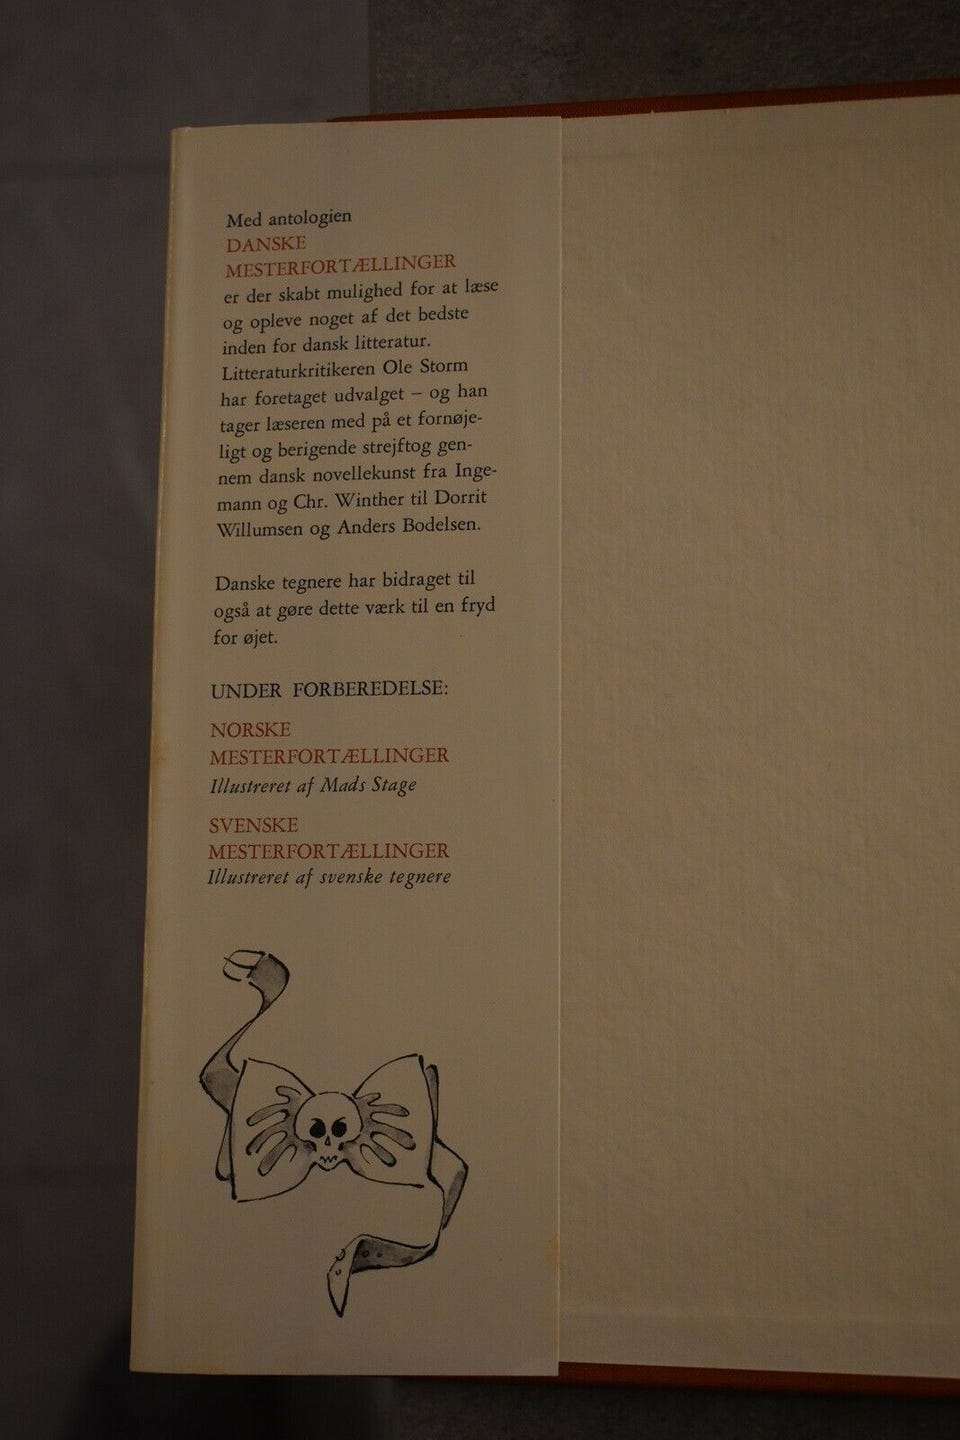 Med antologien
DANSKE
MESTERFORTÆLLINGER
er der skabt mulighed for at læse
og opleve noget af det bedste
inden for dansk litteratur.
Litteraturkritikeren Ole Storm
har foretaget udvalget – og han
tager læseren med på et fornøje-
ligt og berigende strejftog gen-
nem dansk novellekunst fra Inge-
mann og Chr. Winther til Dorrit
Willumsen og Anders Bodelsen.
Danske tegnere har bidraget til
også at gøre dette værk til en fryd
for øjet.
UNDER FORBEREDELSE:
NORSKE
MESTERFORTÆLLINGER
Illustreret af Mads Stage
SVENSKE
MESTERFORTÆLLINGER
Illustreret af svenske tegnere